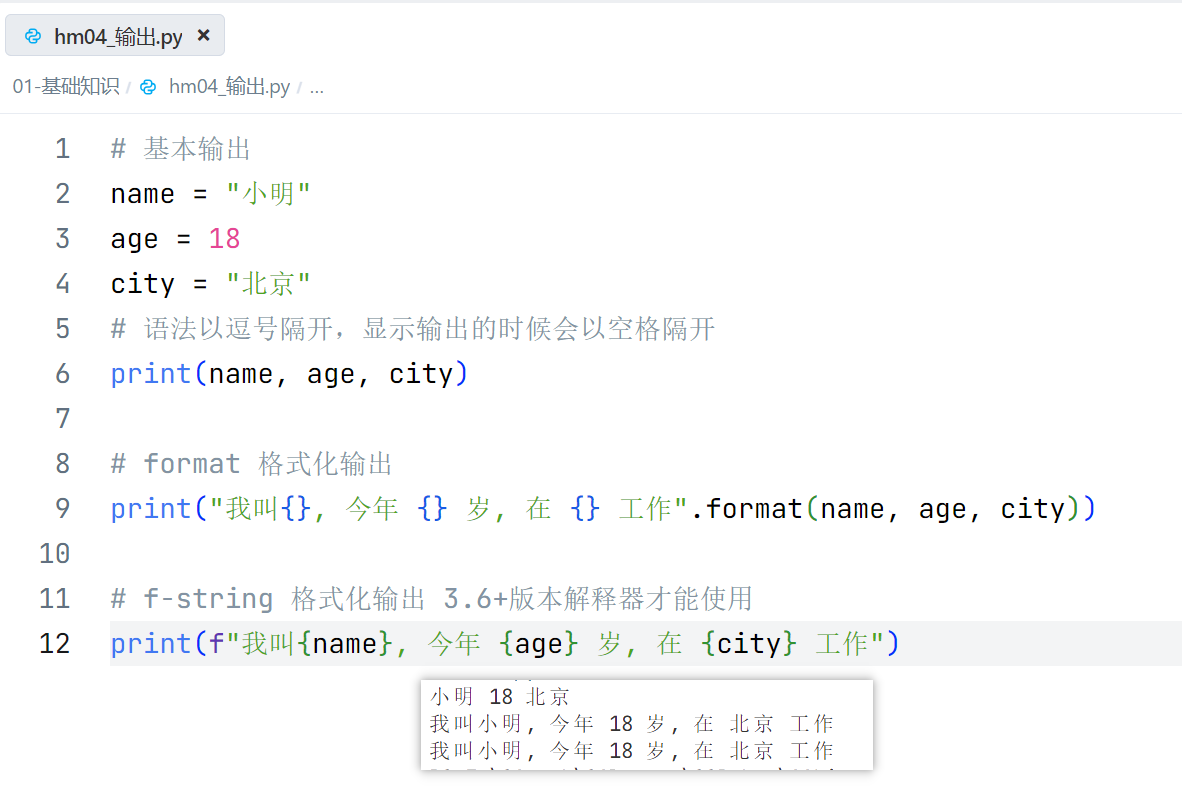 hm04_输出.py ×
01-基础知识 / hm04_输出.py / ...
1 # 基本输出
2 name = "小明"
3 age = 18
4 city = "北京"
5 # 语法以逗号隔开，显示输出的时候会以空格隔开
6 print(name, age, city)
7
8 # format 格式化输出
9 print("我叫{}, 今年 {} 岁, 在 {} 工作".format(name, age, city))
10
11 # f-string 格式化输出 3.6+版本解释器才能使用
12 print(f"我叫{name}, 今年 {age} 岁, 在 {city} 工作")
小明 18 北京
我叫小明, 今年 18 岁, 在 北京 工作
我叫小明, 今年 18 岁, 在 北京 工作